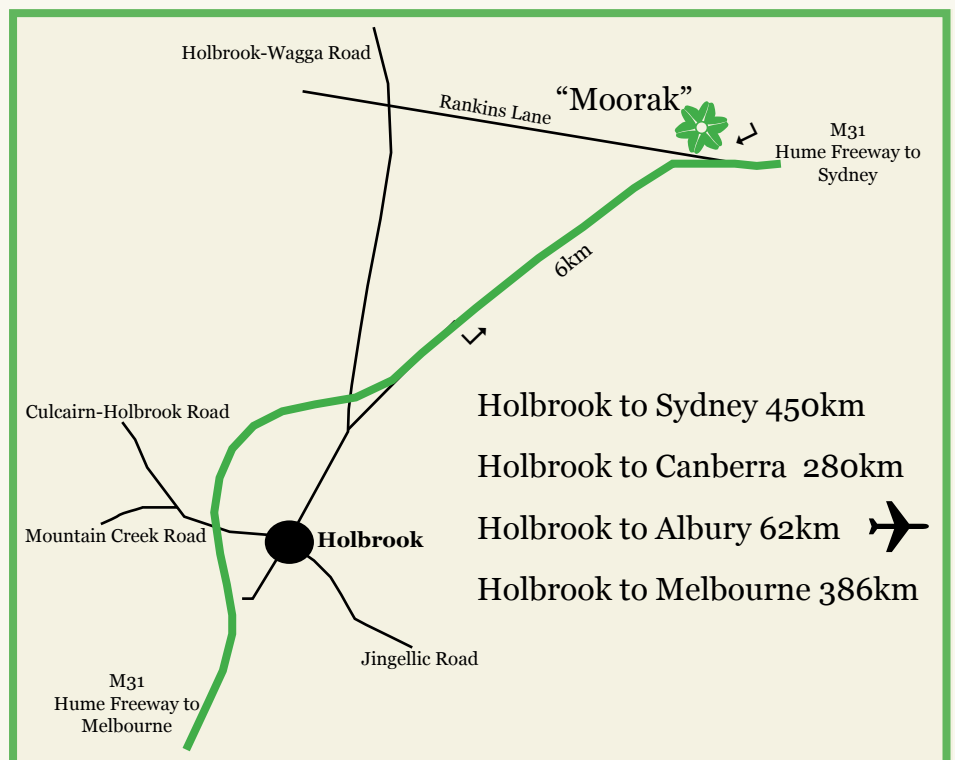 Holbrook-Wagga Road
“Moorak”
Rankins Lane
M31
Hume Freeway to
Sydney
6km
Culcairn-Holbrook Road
Holbrook to Sydney 450km
Holbrook to Canberra  280km
Holbrook to Albury 62km
Mountain Creek Road
Holbrook
Holbrook to Melbourne 386km
Jingellic Road
M31
Hume Freeway to
Melbourne